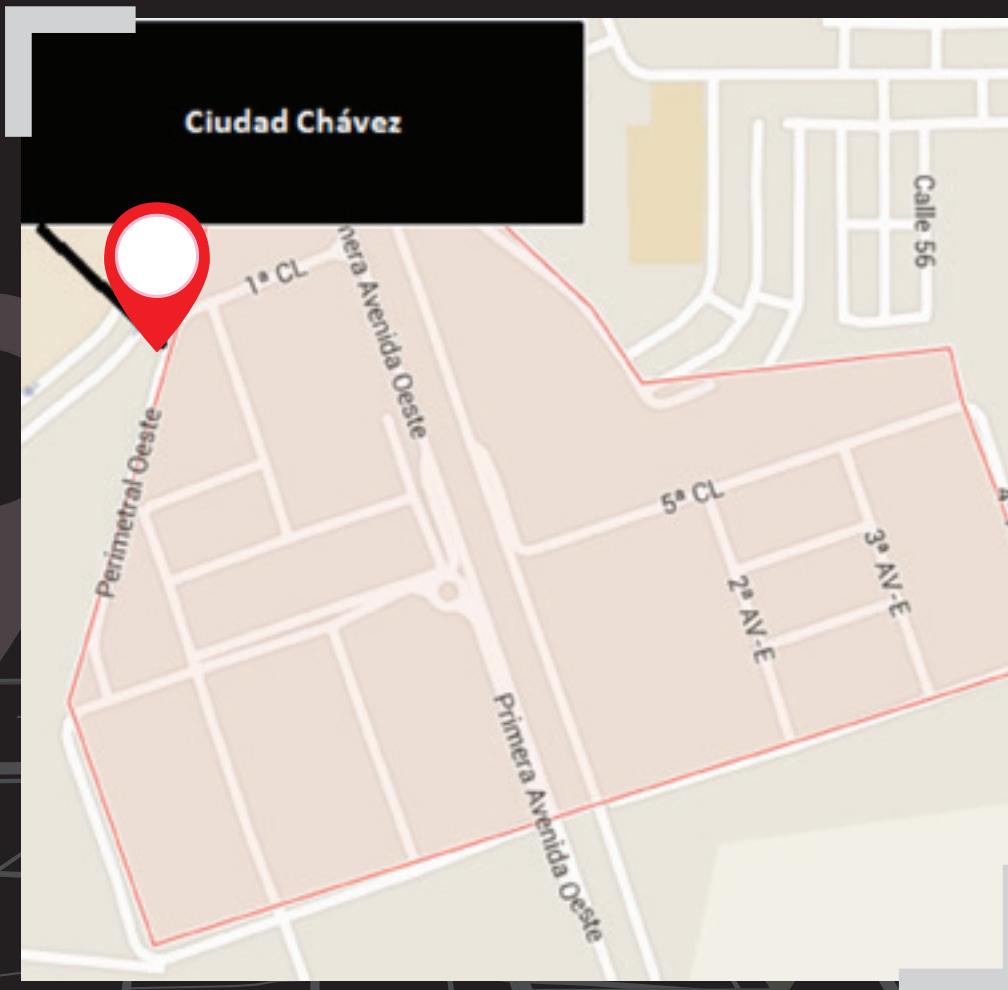 Ciudad Chávez
Calle 56
1ª CL
mera Avenida Oeste
Perimetral Oeste
5ª CL
3ª AV-E
2ª AV-E
Primera Avenida Oeste